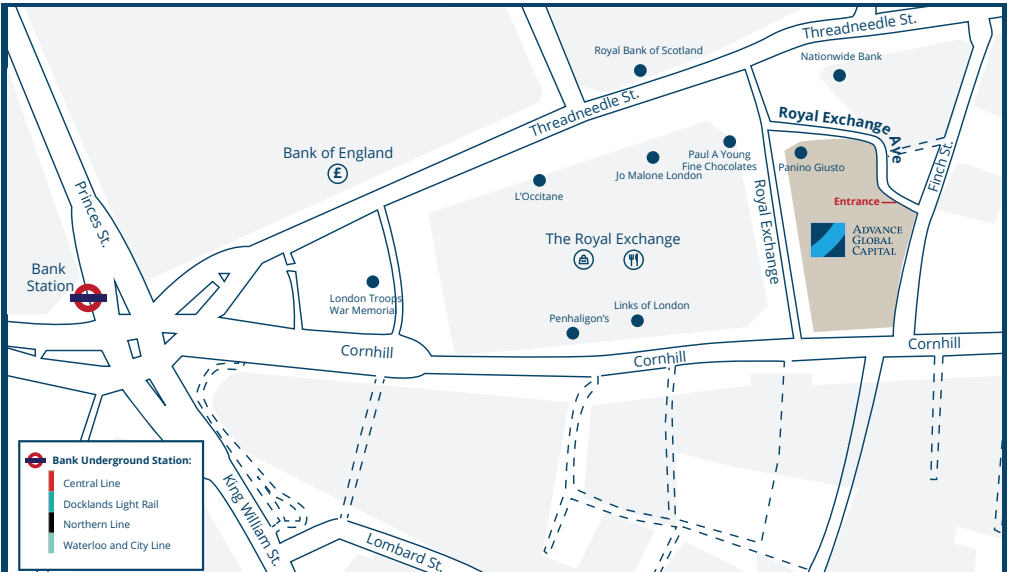 Threadneedle St.
Royal Bank of Scotland
Nationwide Bank
Threadneedle St.
Royal Exchange Ave
Bank of England
£
Paul A Young
Fine Chocolates
Jo Malone London
Panino Giusto
Finch St.
L'Occitane
Princes St.
Royal Exchange
Entrance
The Royal Exchange
ADVANCE
GLOBAL
CAPITAL
Bank
Station
London Troops
War Memorial
Links of London
Penhaligon's
Cornhill
Cornhill
Cornhill
Bank Underground Station:
Central Line
Docklands Light Rail
Northern Line
Waterloo and City Line
King William St.
Lombard St.